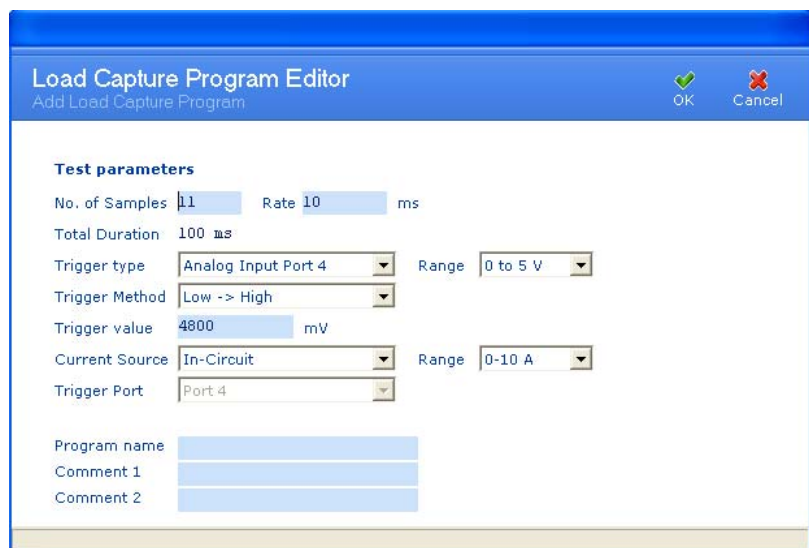 Load Capture Program Editor
Add Load Capture Program
OK Cancel
Test parameters
No. of Samples 11 Rate 10 ms
Total Duration 100 ms
Trigger type Analog Input Port 4 Range 0 to 5 V
Trigger Method Low -> High
Trigger value 4800 mV
Current Source In-Circuit Range 0-10 A
Trigger Port Port 4
Program name
Comment 1
Comment 2